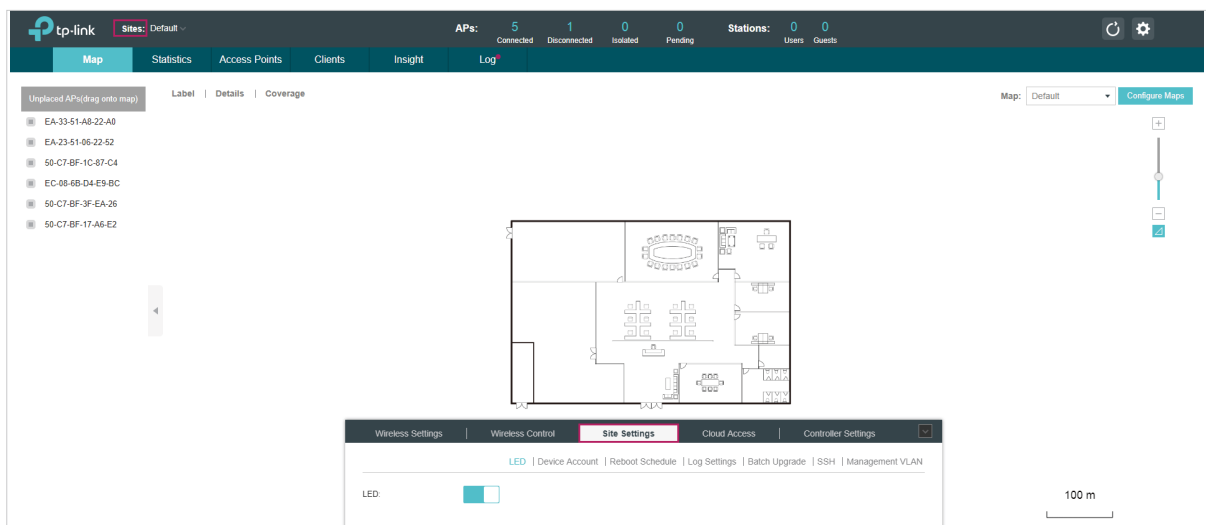 tp-link Sites: Default APs: 5 1 0 0 Stations: 0 0
Connected Disconnected Isolated Pending Users Guests
Map Statistics Access Points Clients Insight Log
Unplaced APs(drag onto map) Label | Details | Coverage Map: Default Configure Maps
EA-33-51-A8-22-A0
EA-23-51-06-22-52
50-C7-BF-1C-87-C4
EC-08-6B-D4-E9-BC
50-C7-BF-3F-EA-26
50-C7-BF-17-A6-E2
Wireless Settings | Wireless Control Site Settings Cloud Access | Controller Settings
LED | Device Account | Reboot Schedule | Log Settings | Batch Upgrade | SSH | Management VLAN
LED:
100 m